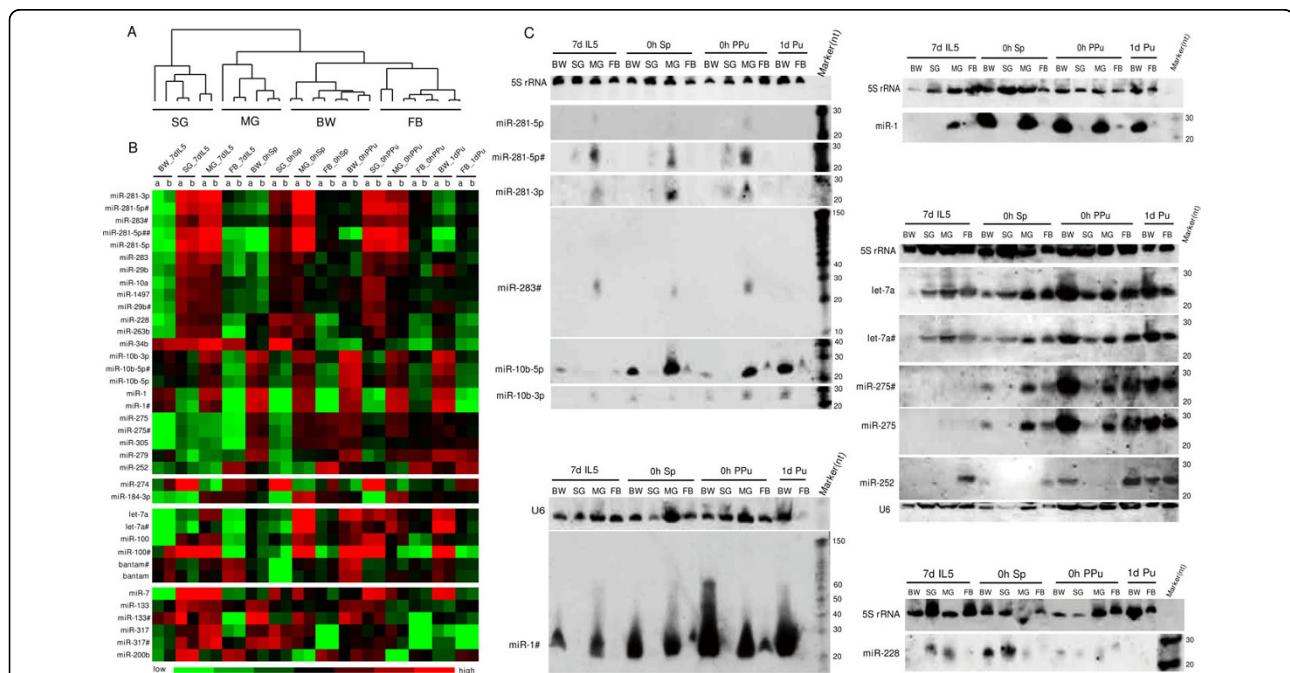 A
SG MG BW FB
B
BW_7dIL5 SG_7dIL5 MG_7dIL5 FB_7dIL5 BW_0hSp SG_0hSp MG_0hSp FB_0hSp BW_0hPPu SG_0hPPu MG_0hPPu FB_0hPPu BW_1dPu FB_1dPu
a b a b a b a b a b a b a b a b a b a b a b a b a b a b
miR-281-3p
miR-281-5p#
miR-283#
miR-281-5p##
miR-281-5p
miR-283
miR-29b
miR-10a
miR-1497
miR-29b#
miR-228
miR-263b
miR-34b
miR-10b-3p
miR-10b-5p#
miR-10b-5p
miR-1
miR-1#
miR-275
miR-275#
miR-305
miR-279
miR-252
miR-274
miR-184-3p
let-7a
let-7a#
miR-100
miR-100#
bantam#
bantam
miR-7
miR-133
miR-133#
miR-317
miR-317#
miR-200b
low high
C
7d IL5 0h Sp 0h PPu 1d Pu
BW SG MG FB BW SG MG FB BW SG MG FB BW FB Marker(nt)
5S rRNA
miR-281-5p 30 20
miR-281-5p# 30 20
miR-281-3p 30 20
miR-283# 150 40 30 20 10
miR-10b-5p 40 30 20
miR-10b-3p 30 20
7d IL5 0h Sp 0h PPu 1d Pu
BW SG MG FB BW SG MG FB BW SG MG FB BW FB Marker(nt)
U6
miR-1# 150 60 50 40 30 20
7d IL5 0h Sp 0h PPu 1d Pu
BW SG MG FB BW SG MG FB BW SG MG FB BW FB Marker(nt)
5S rRNA
miR-1 30 20
7d IL5 0h Sp 0h PPu 1d Pu
BW SG MG FB BW SG MG FB BW SG MG FB BW FB Marker(nt)
5S rRNA
let-7a 30 20
let-7a# 30 20
miR-275# 30 20
miR-275 30 20
miR-252 30 20
U6
7d IL5 0h Sp 0h PPu 1d Pu
BW SG MG FB BW SG MG FB BW SG MG FB BW FB Marker(nt)
5S rRNA
miR-228 30 20